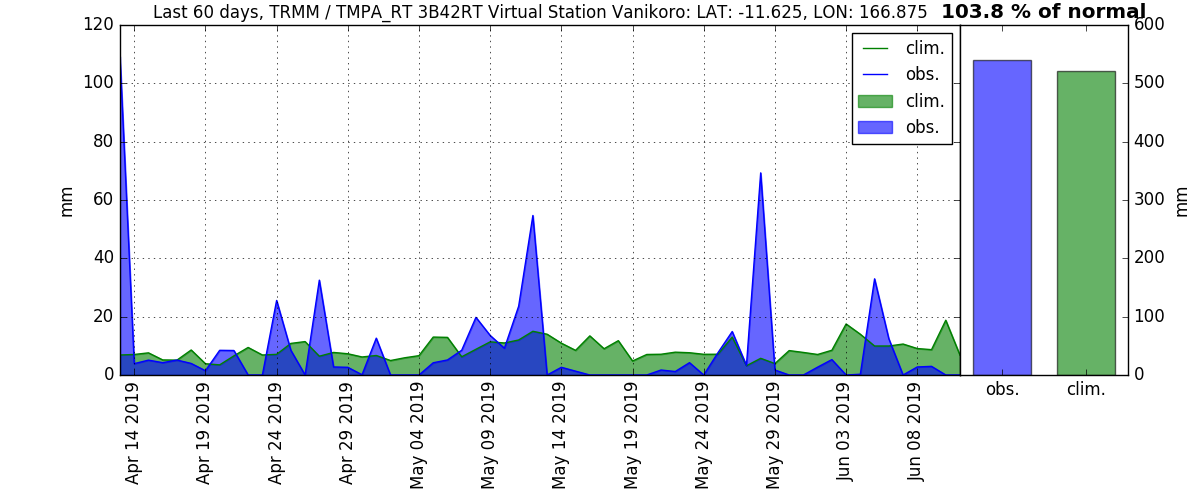 Last 60 days, TRMM / TMPA_RT 3B42RT Virtual Station Vanikoro: LAT: -11.625, LON: 166.875
103.8 % of normal
120
100
80
60
40
20
0
mm
clim.
obs.
clim.
obs.
Apr 14 2019
Apr 19 2019
Apr 24 2019
Apr 29 2019
May 04 2019
May 09 2019
May 14 2019
May 19 2019
May 24 2019
May 29 2019
Jun 03 2019
Jun 08 2019
600
500
400
300
200
100
0
mm
obs.
clim.